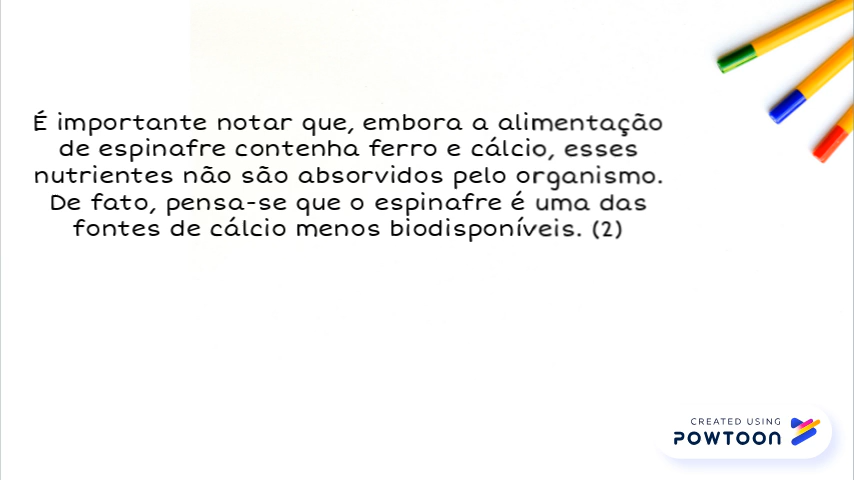 É importante notar que, embora a alimentação
de espinafre contenha ferro e cálcio, esses
nutrientes não são absorvidos pelo organismo.
De fato, pensa-se que o espinafre é uma das
fontes de cálcio menos biodisponíveis. (2)
CREATED USING
POWTOON